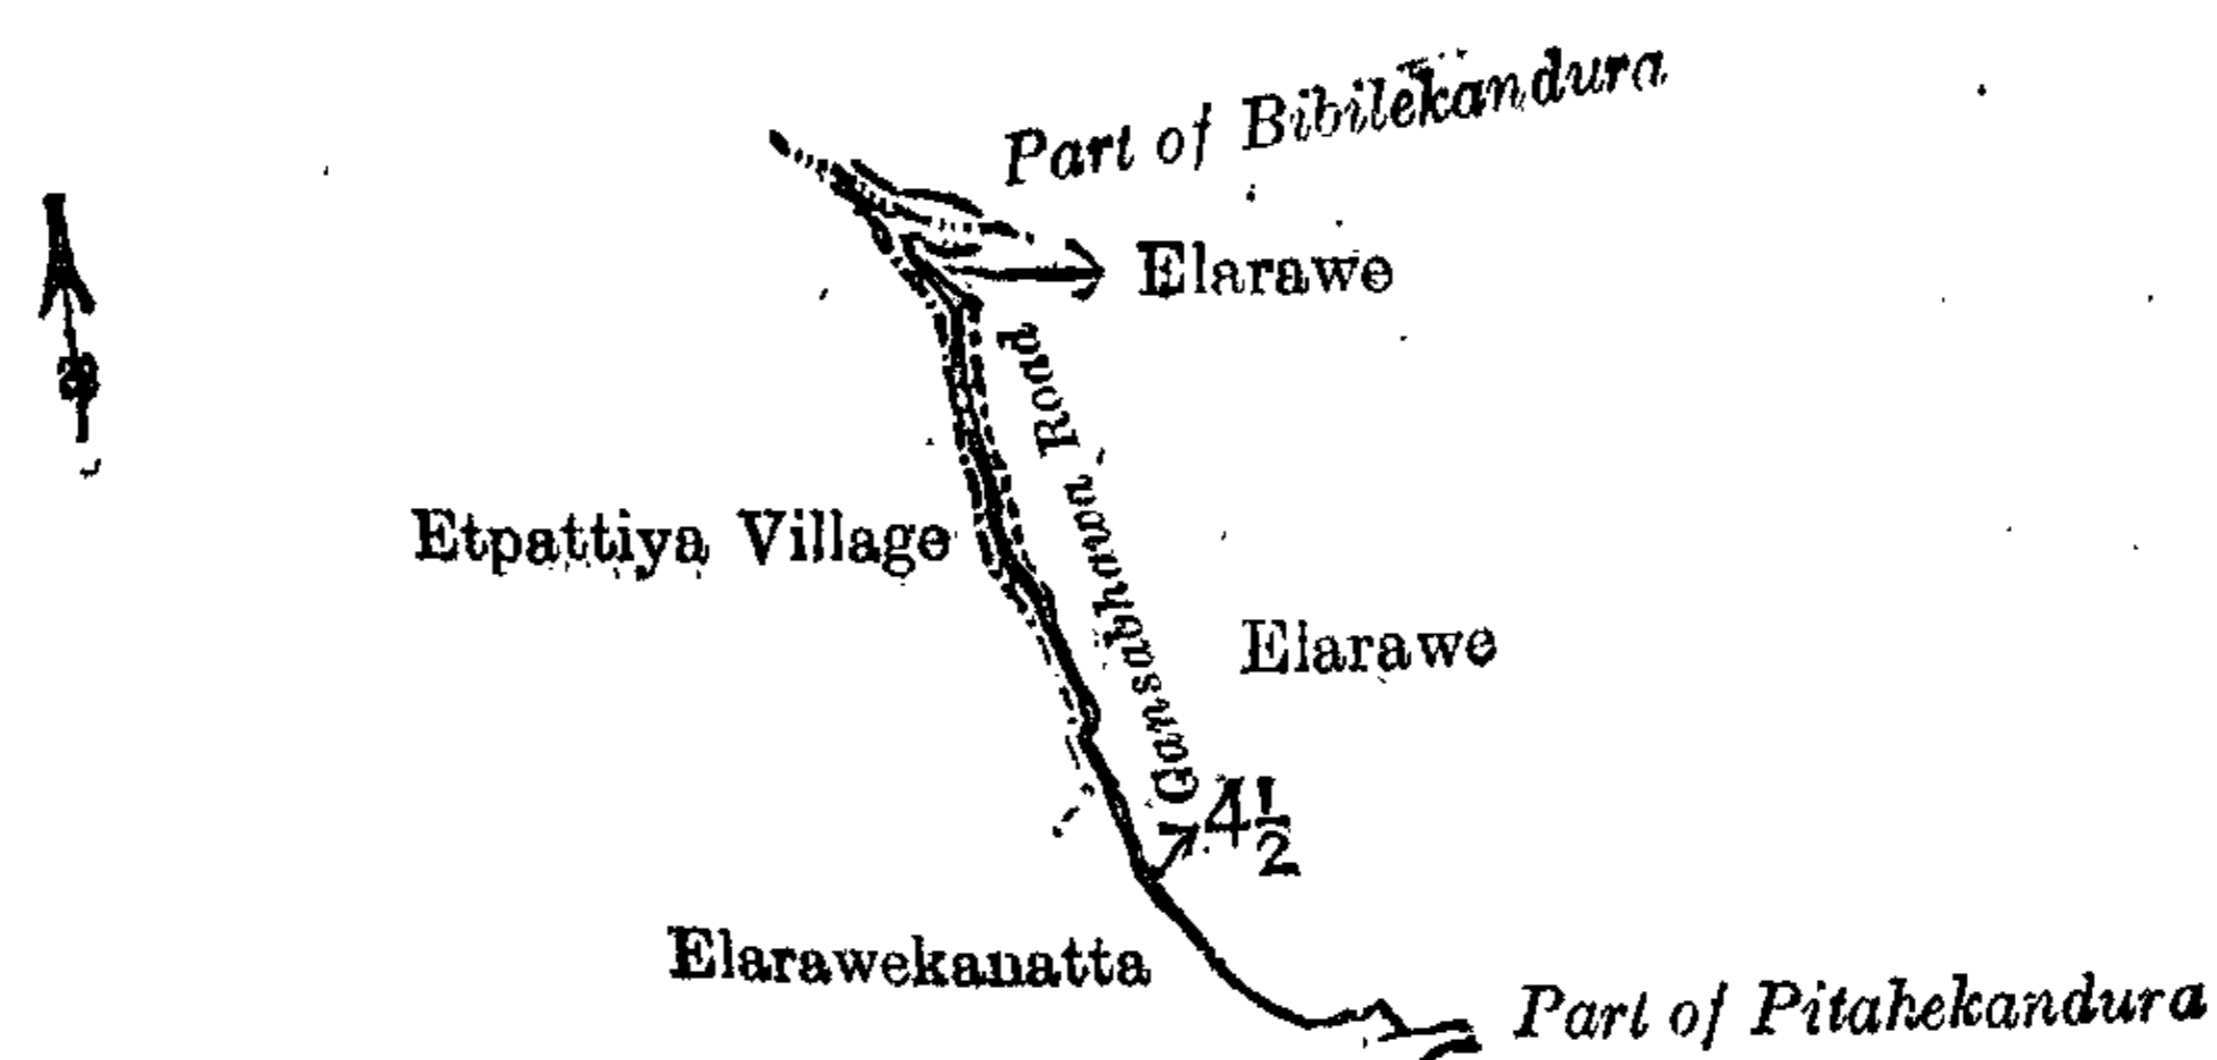 Part of Bibilekandura
Elarawe
Gansabhawa Road
Etpattiya Village
Elarawe
4½
Elarawekanatta
Part of Pitahekandura